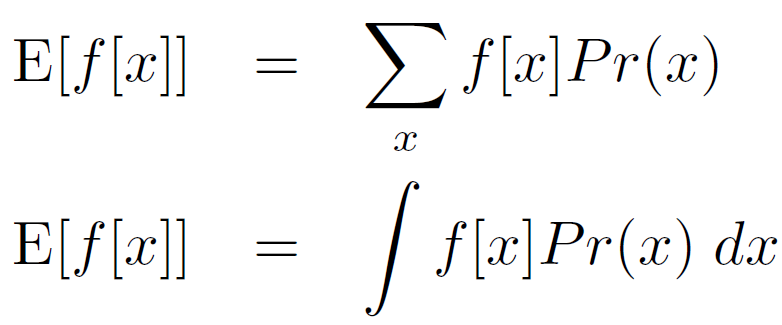 E[f[x]] = ∑ₓ f[x]Pr(x)
E[f[x]] = ∫ f[x]Pr(x) dx